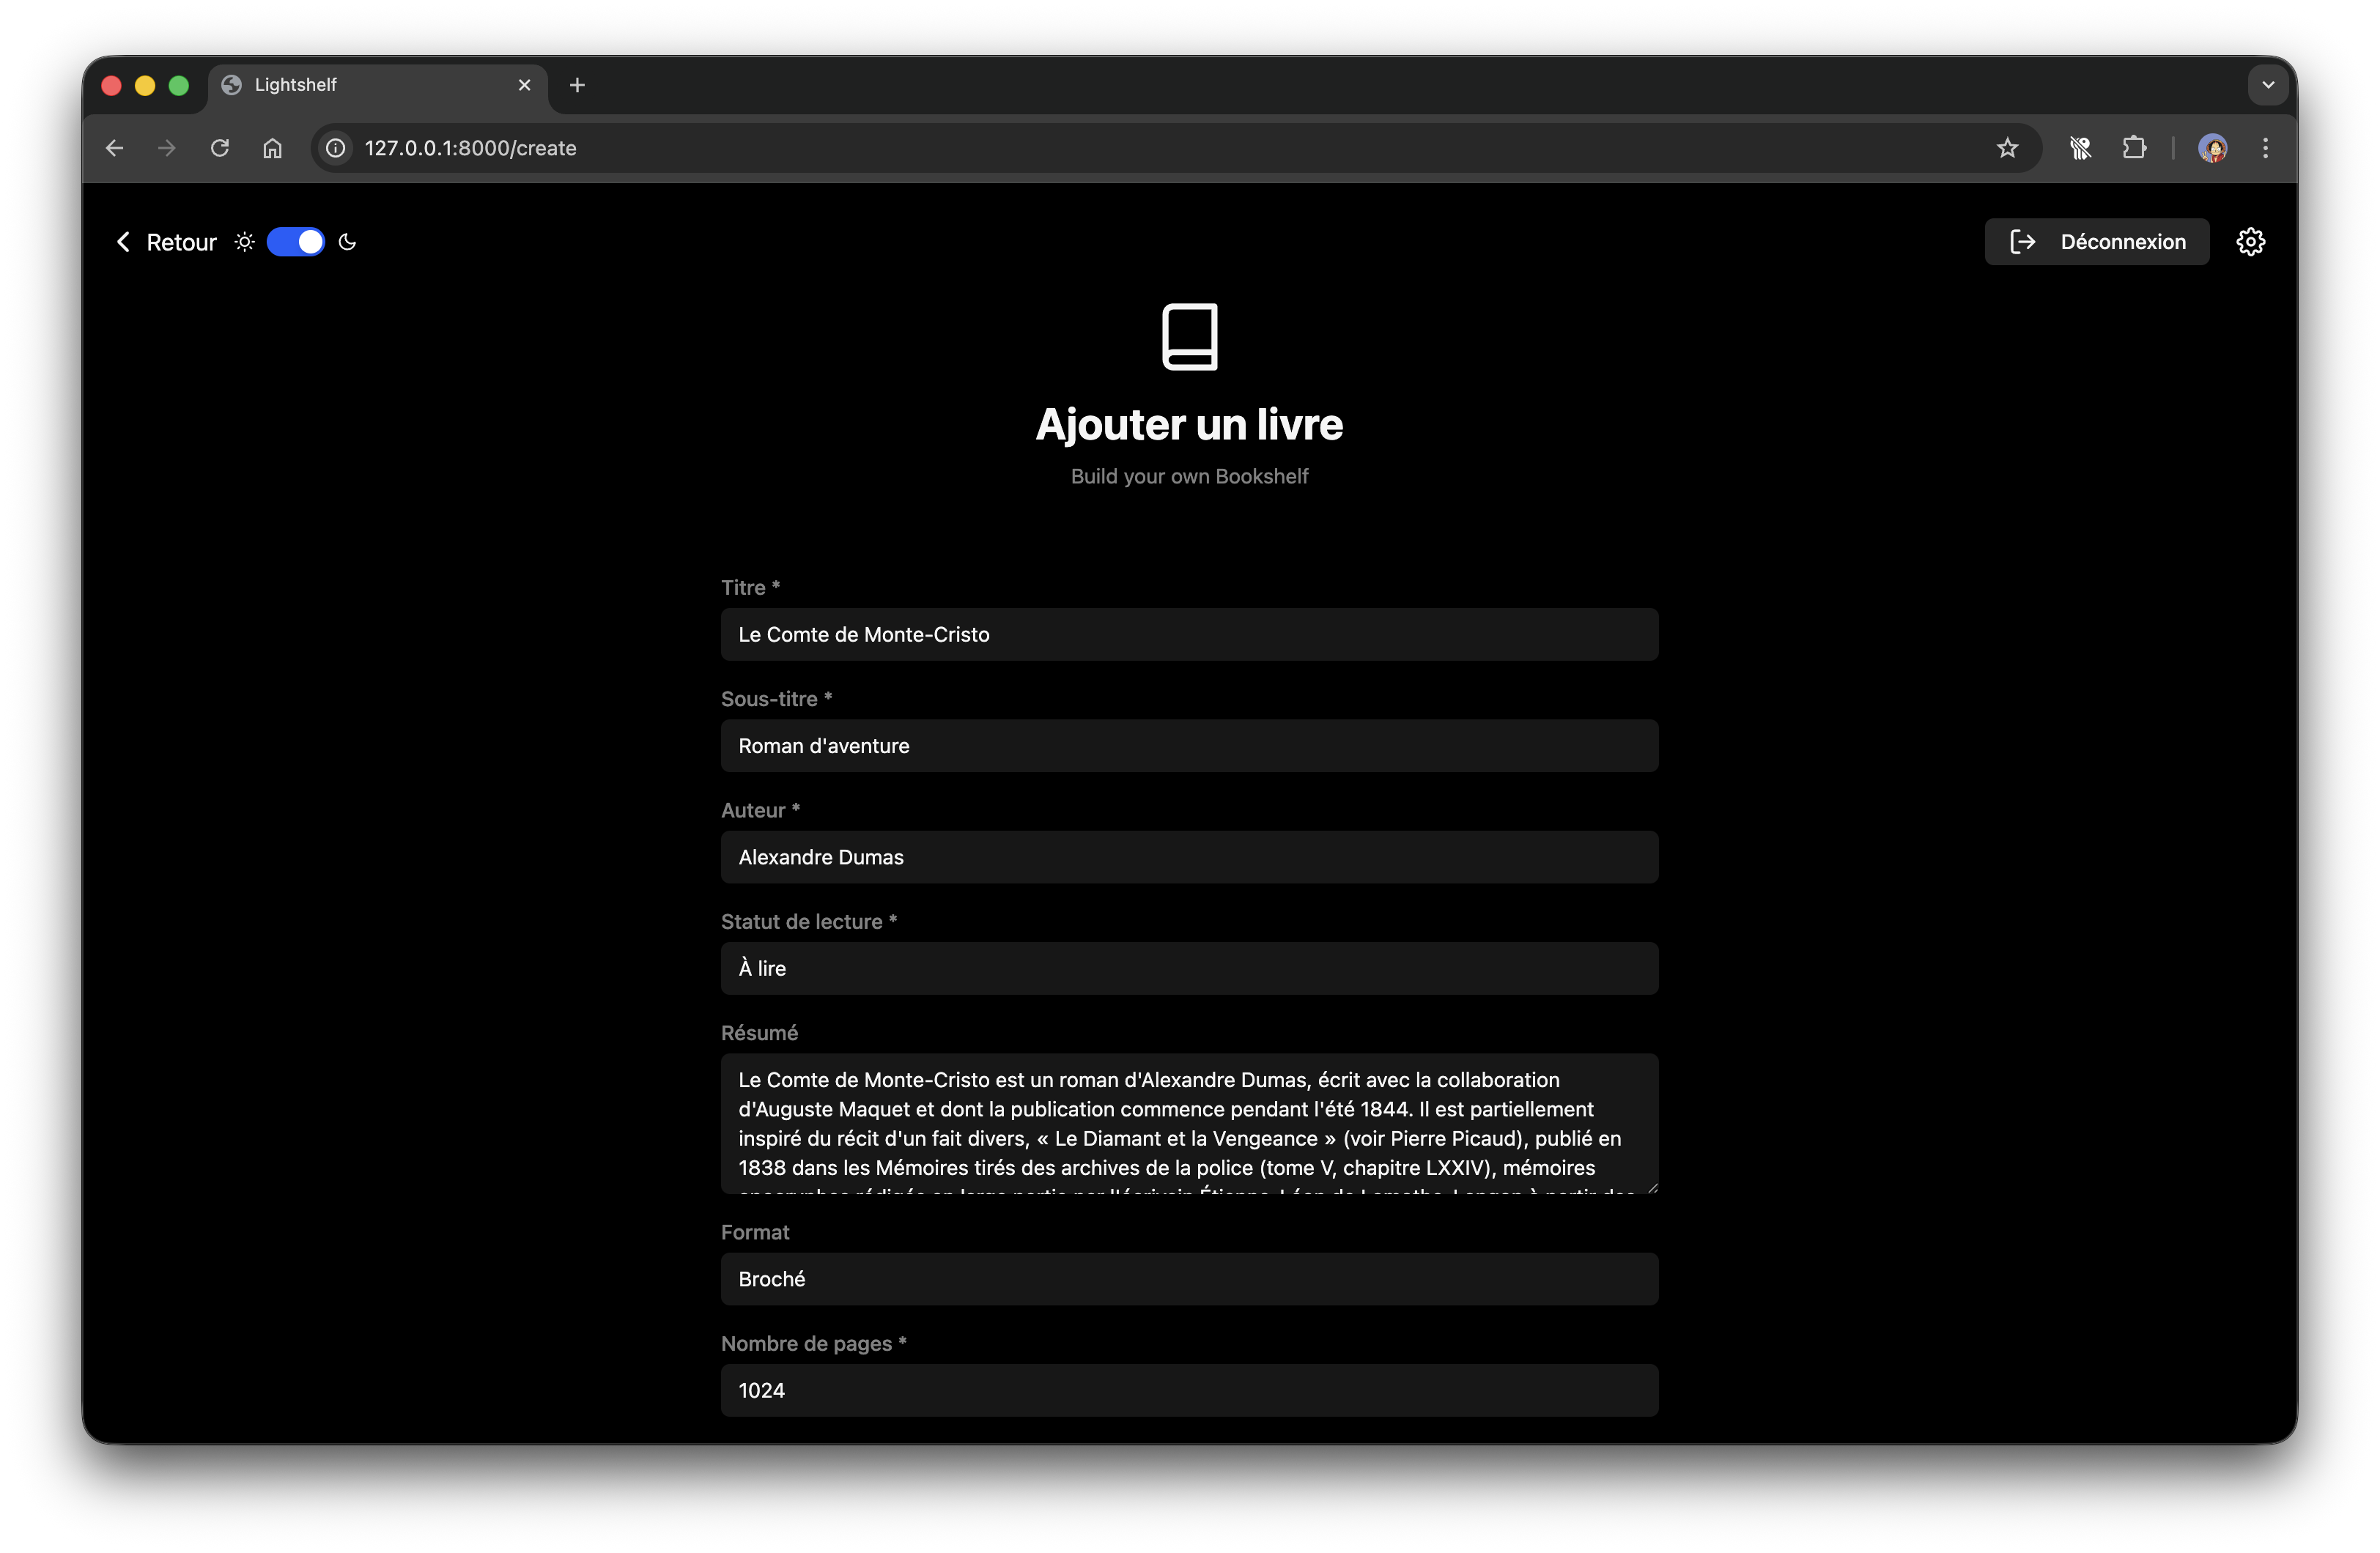 Lightshelf
127.0.0.1:8000/create
Retour
Déconnexion
Ajouter un livre
Build your own Bookshelf
Titre *
Le Comte de Monte-Cristo
Sous-titre *
Roman d'aventure
Auteur *
Alexandre Dumas
Statut de lecture *
À lire
Résumé
Le Comte de Monte-Cristo est un roman d'Alexandre Dumas, écrit avec la collaboration
d'Auguste Maquet et dont la publication commence pendant l'été 1844. Il est partiellement
inspiré du récit d'un fait divers, « Le Diamant et la Vengeance » (voir Pierre Picaud), publié en
1838 dans les Mémoires tirés des archives de la police (tome V, chapitre LXXIV), mémoires
Format
Broché
Nombre de pages *
1024